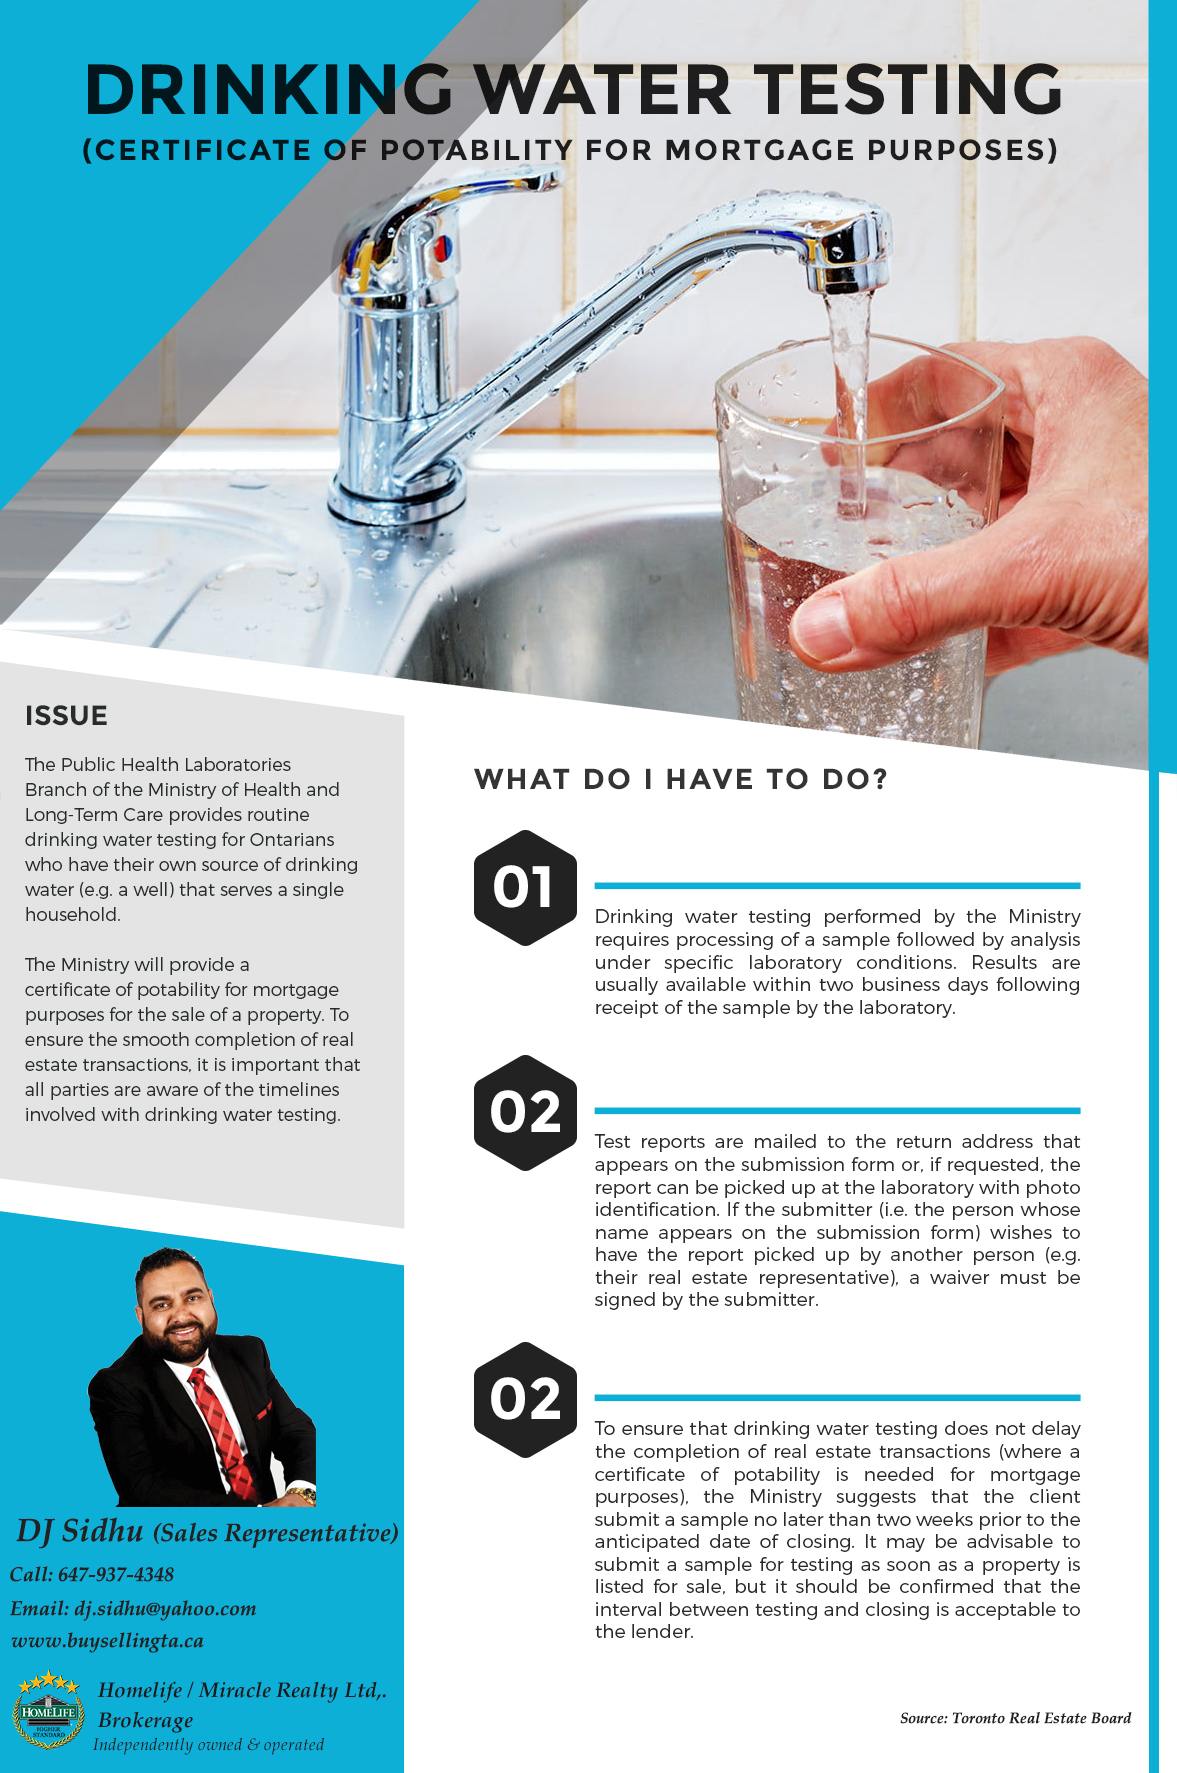 DRINKING WATER TESTING
(CERTIFICATE OF POTABILITY FOR MORTGAGE PURPOSES)
ISSUE
The Public Health Laboratories
Branch of the Ministry of Health and
Long-Term Care provides routine
drinking water testing for Ontarians
who have their own source of drinking
water (e.g. a well) that serves a single
household.
The Ministry will provide a
certificate of potability for mortgage
purposes for the sale of a property. To
ensure the smooth completion of real
estate transactions, it is important that
all parties are aware of the timelines
involved with drinking water testing.
WHAT DO I HAVE TO DO?
01
Drinking water testing performed by the Ministry
requires processing of a sample followed by analysis
under specific laboratory conditions. Results are
usually available within two business days following
receipt of the sample by the laboratory.
02
Test reports are mailed to the return address that
appears on the submission form or, if requested, the
report can be picked up at the laboratory with photo
identification. If the submitter (i.e. the person whose
name appears on the submission form) wishes to
have the report picked up by another person (e.g.
their real estate representative), a waiver must be
signed by the submitter.
02
To ensure that drinking water testing does not delay
the completion of real estate transactions (where a
certificate of potability is needed for mortgage
purposes), the Ministry suggests that the client
submit a sample no later than two weeks prior to the
anticipated date of closing. It may be advisable to
submit a sample for testing as soon as a property is
listed for sale, but it should be confirmed that the
interval between testing and closing is acceptable to
the lender.
DJ Sidhu (Sales Representative)
Call: 647-937-4348
Email: dj.sidhu@yahoo.com
www.buysellingta.ca
HOMELIFE
HIGHER
STANDARDS
Homelife / Miracle Realty Ltd,.
Brokerage
Independently owned & operated
Source: Toronto Real Estate Board